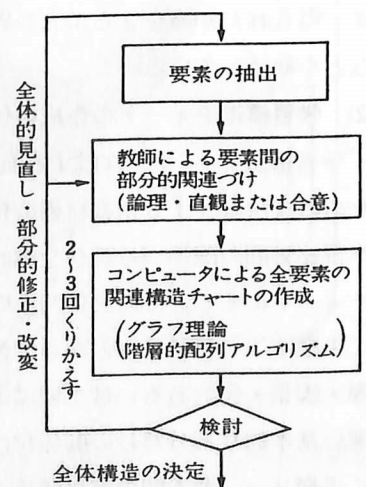 要素の抽出
教師による要素間の
部分的関連づけ
(論理・直観または合意)
コンピュータによる全要素の
関連構造チャートの作成
(グラフ理論
階層的配列アルゴリズム)
検討
全体構造の決定
全体的見直し 部分的修正・改変
2〜3回くりかえす